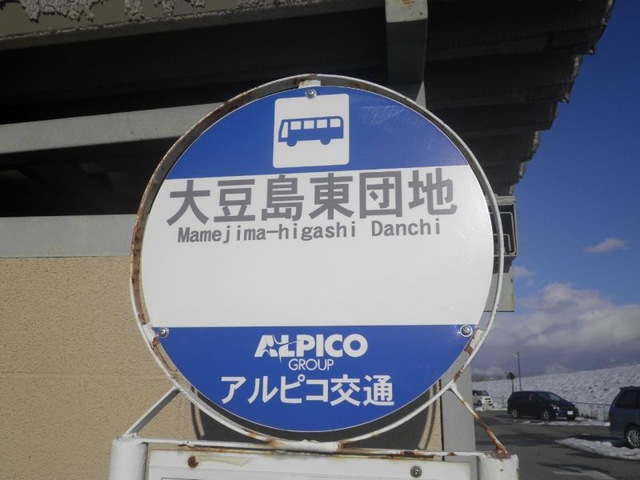 大豆島東団地
Mamejima-higashi Danchi
ALPICO
GROUP
アルピコ交通